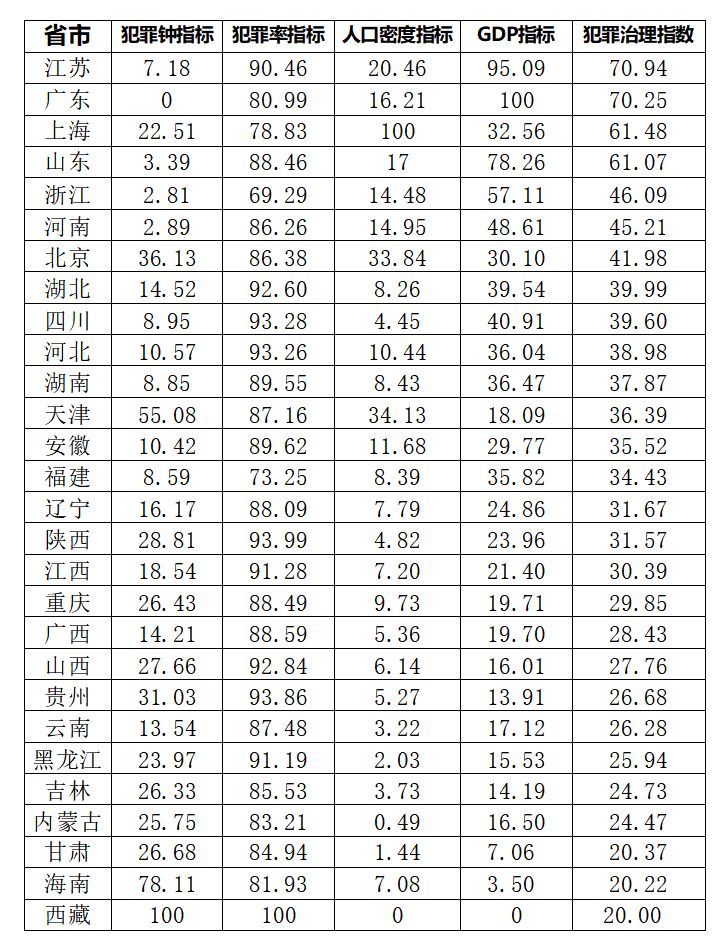 省市 犯罪钟指标 犯罪率指标 人口密度指标 GDP指标 犯罪治理指数
江苏 7.18 90.46 20.46 95.09 70.94
广东 0 80.99 16.21 100 70.25
上海 22.51 78.83 100 32.56 61.48
山东 3.39 88.46 17 78.26 61.07
浙江 2.81 69.29 14.48 57.11 46.09
河南 2.89 86.26 14.95 48.61 45.21
北京 36.13 86.38 33.84 30.10 41.98
湖北 14.52 92.60 8.26 39.54 39.99
四川 8.95 93.28 4.45 40.91 39.60
河北 10.57 93.26 10.44 36.04 38.98
湖南 8.85 89.55 8.43 36.47 37.87
天津 55.08 87.16 34.13 18.09 36.39
安徽 10.42 89.62 11.68 29.77 35.52
福建 8.59 73.25 8.39 35.82 34.43
辽宁 16.17 88.09 7.79 24.86 31.67
陕西 28.81 93.99 4.82 23.96 31.57
江西 18.54 91.28 7.20 21.40 30.39
重庆 26.43 88.49 9.73 19.71 29.85
广西 14.21 88.59 5.36 19.70 28.43
山西 27.66 92.84 6.14 16.01 27.76
贵州 31.03 93.86 5.27 13.91 26.68
云南 13.54 87.48 3.22 17.12 26.28
黑龙江 23.97 91.19 2.03 15.53 25.94
吉林 26.33 85.53 3.73 14.19 24.73
内蒙古 25.75 83.21 0.49 16.50 24.47
甘肃 26.68 84.94 1.44 7.06 20.37
海南 78.11 81.93 7.08 3.50 20.22
西藏 100 100 0 0 20.00